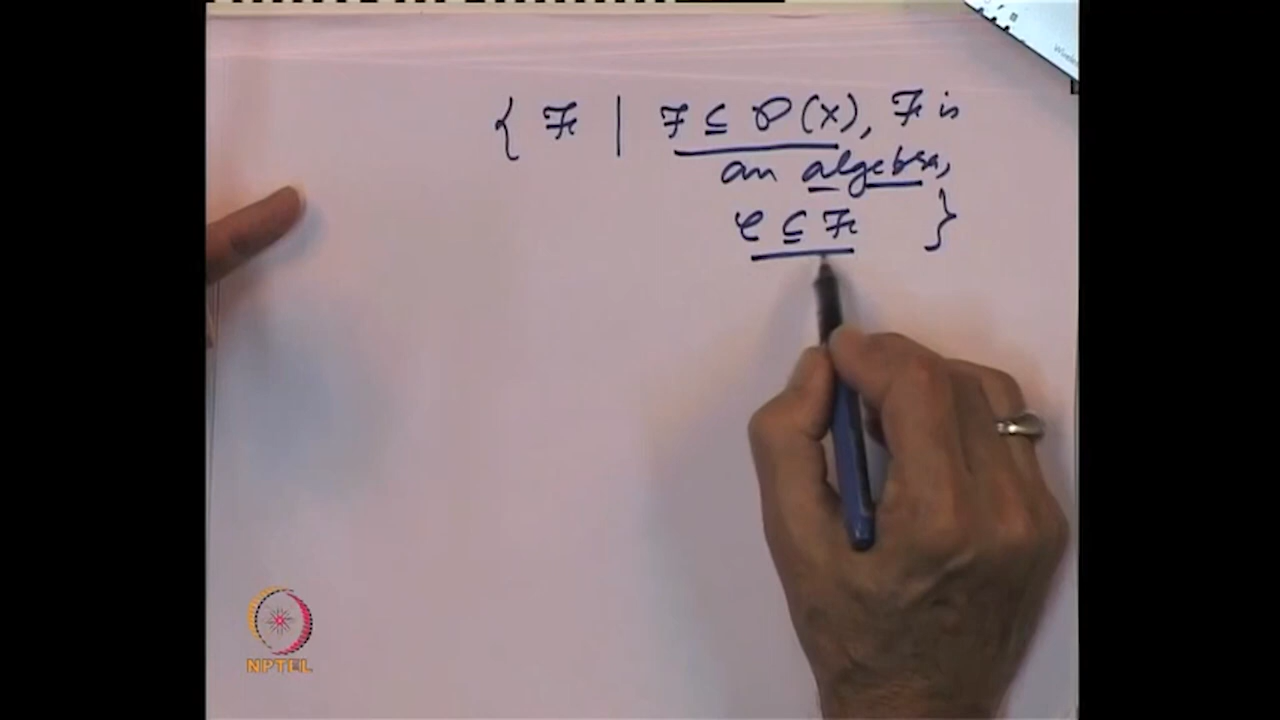 { ℱ | ℱ ⊆ 𝒫(X), ℱ is
an algebra,
𝒞 ⊆ ℱ }
NPTEL